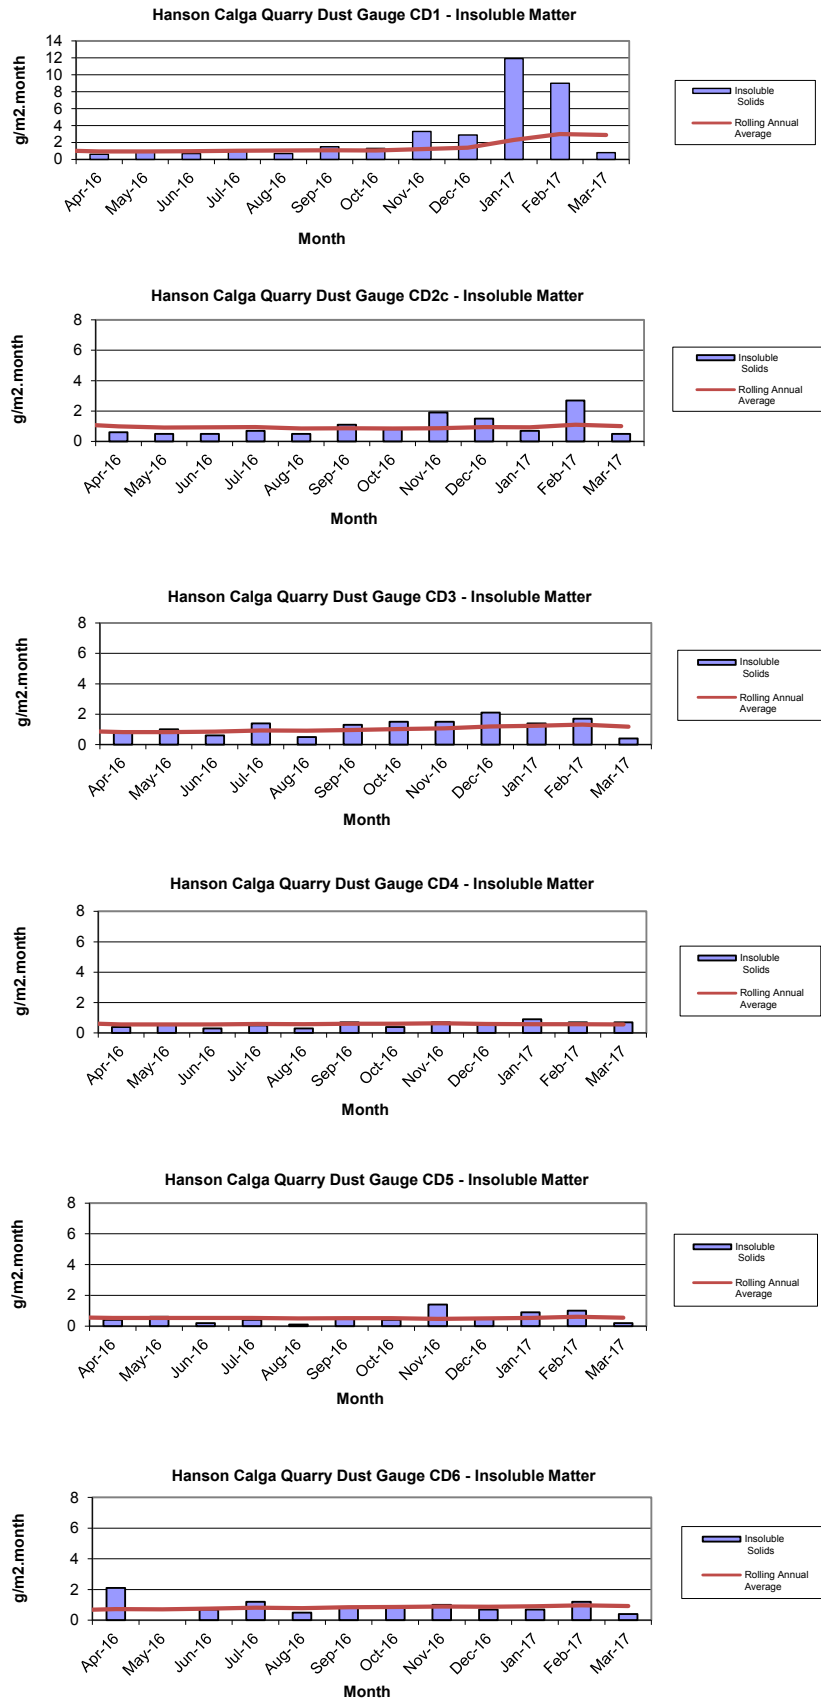 Hanson Calga Quarry Dust Gauge CD1 - Insoluble Matter
g/m2.month
14
12
10
8
6
4
2
0
Apr-16 May-16 Jun-16 Jul-16 Aug-16 Sep-16 Oct-16 Nov-16 Dec-16 Jan-17 Feb-17 Mar-17
Month
Insoluble
Solids
Rolling Annual
Average
Hanson Calga Quarry Dust Gauge CD2c - Insoluble Matter
g/m2.month
8
6
4
2
0
Apr-16 May-16 Jun-16 Jul-16 Aug-16 Sep-16 Oct-16 Nov-16 Dec-16 Jan-17 Feb-17 Mar-17
Month
Insoluble
Solids
Rolling Annual
Average
Hanson Calga Quarry Dust Gauge CD3 - Insoluble Matter
g/m2.month
8
6
4
2
0
Apr-16 May-16 Jun-16 Jul-16 Aug-16 Sep-16 Oct-16 Nov-16 Dec-16 Jan-17 Feb-17 Mar-17
Month
Insoluble
Solids
Rolling Annual
Average
Hanson Calga Quarry Dust Gauge CD4 - Insoluble Matter
g/m2.month
8
6
4
2
0
Apr-16 May-16 Jun-16 Jul-16 Aug-16 Sep-16 Oct-16 Nov-16 Dec-16 Jan-17 Feb-17 Mar-17
Month
Insoluble
Solids
Rolling Annual
Average
Hanson Calga Quarry Dust Gauge CD5 - Insoluble Matter
g/m2.month
8
6
4
2
0
Apr-16 May-16 Jun-16 Jul-16 Aug-16 Sep-16 Oct-16 Nov-16 Dec-16 Jan-17 Feb-17 Mar-17
Month
Insoluble
Solids
Rolling Annual
Average
Hanson Calga Quarry Dust Gauge CD6 - Insoluble Matter
g/m2.month
8
6
4
2
0
Apr-16 May-16 Jun-16 Jul-16 Aug-16 Sep-16 Oct-16 Nov-16 Dec-16 Jan-17 Feb-17 Mar-17
Month
Insoluble
Solids
Rolling Annual
Average